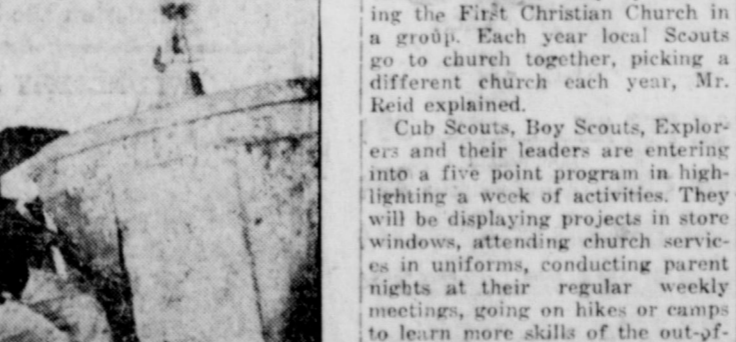 ing the First Christian Church in
a group. Each year local Scouts
go to church together, picking a
different church each year, Mr.
Reid explained.
Cub Scouts, Boy Scouts, Explor-
ers and their leaders are entering
into a five point program in high-
lighting a week of activities. They
will be displaying projects in store
windows, attending church servic-
es in uniforms, conducting parent
nights at their regular weekly
meetings, going on hikes or camps
to learn more skills of the out-of-